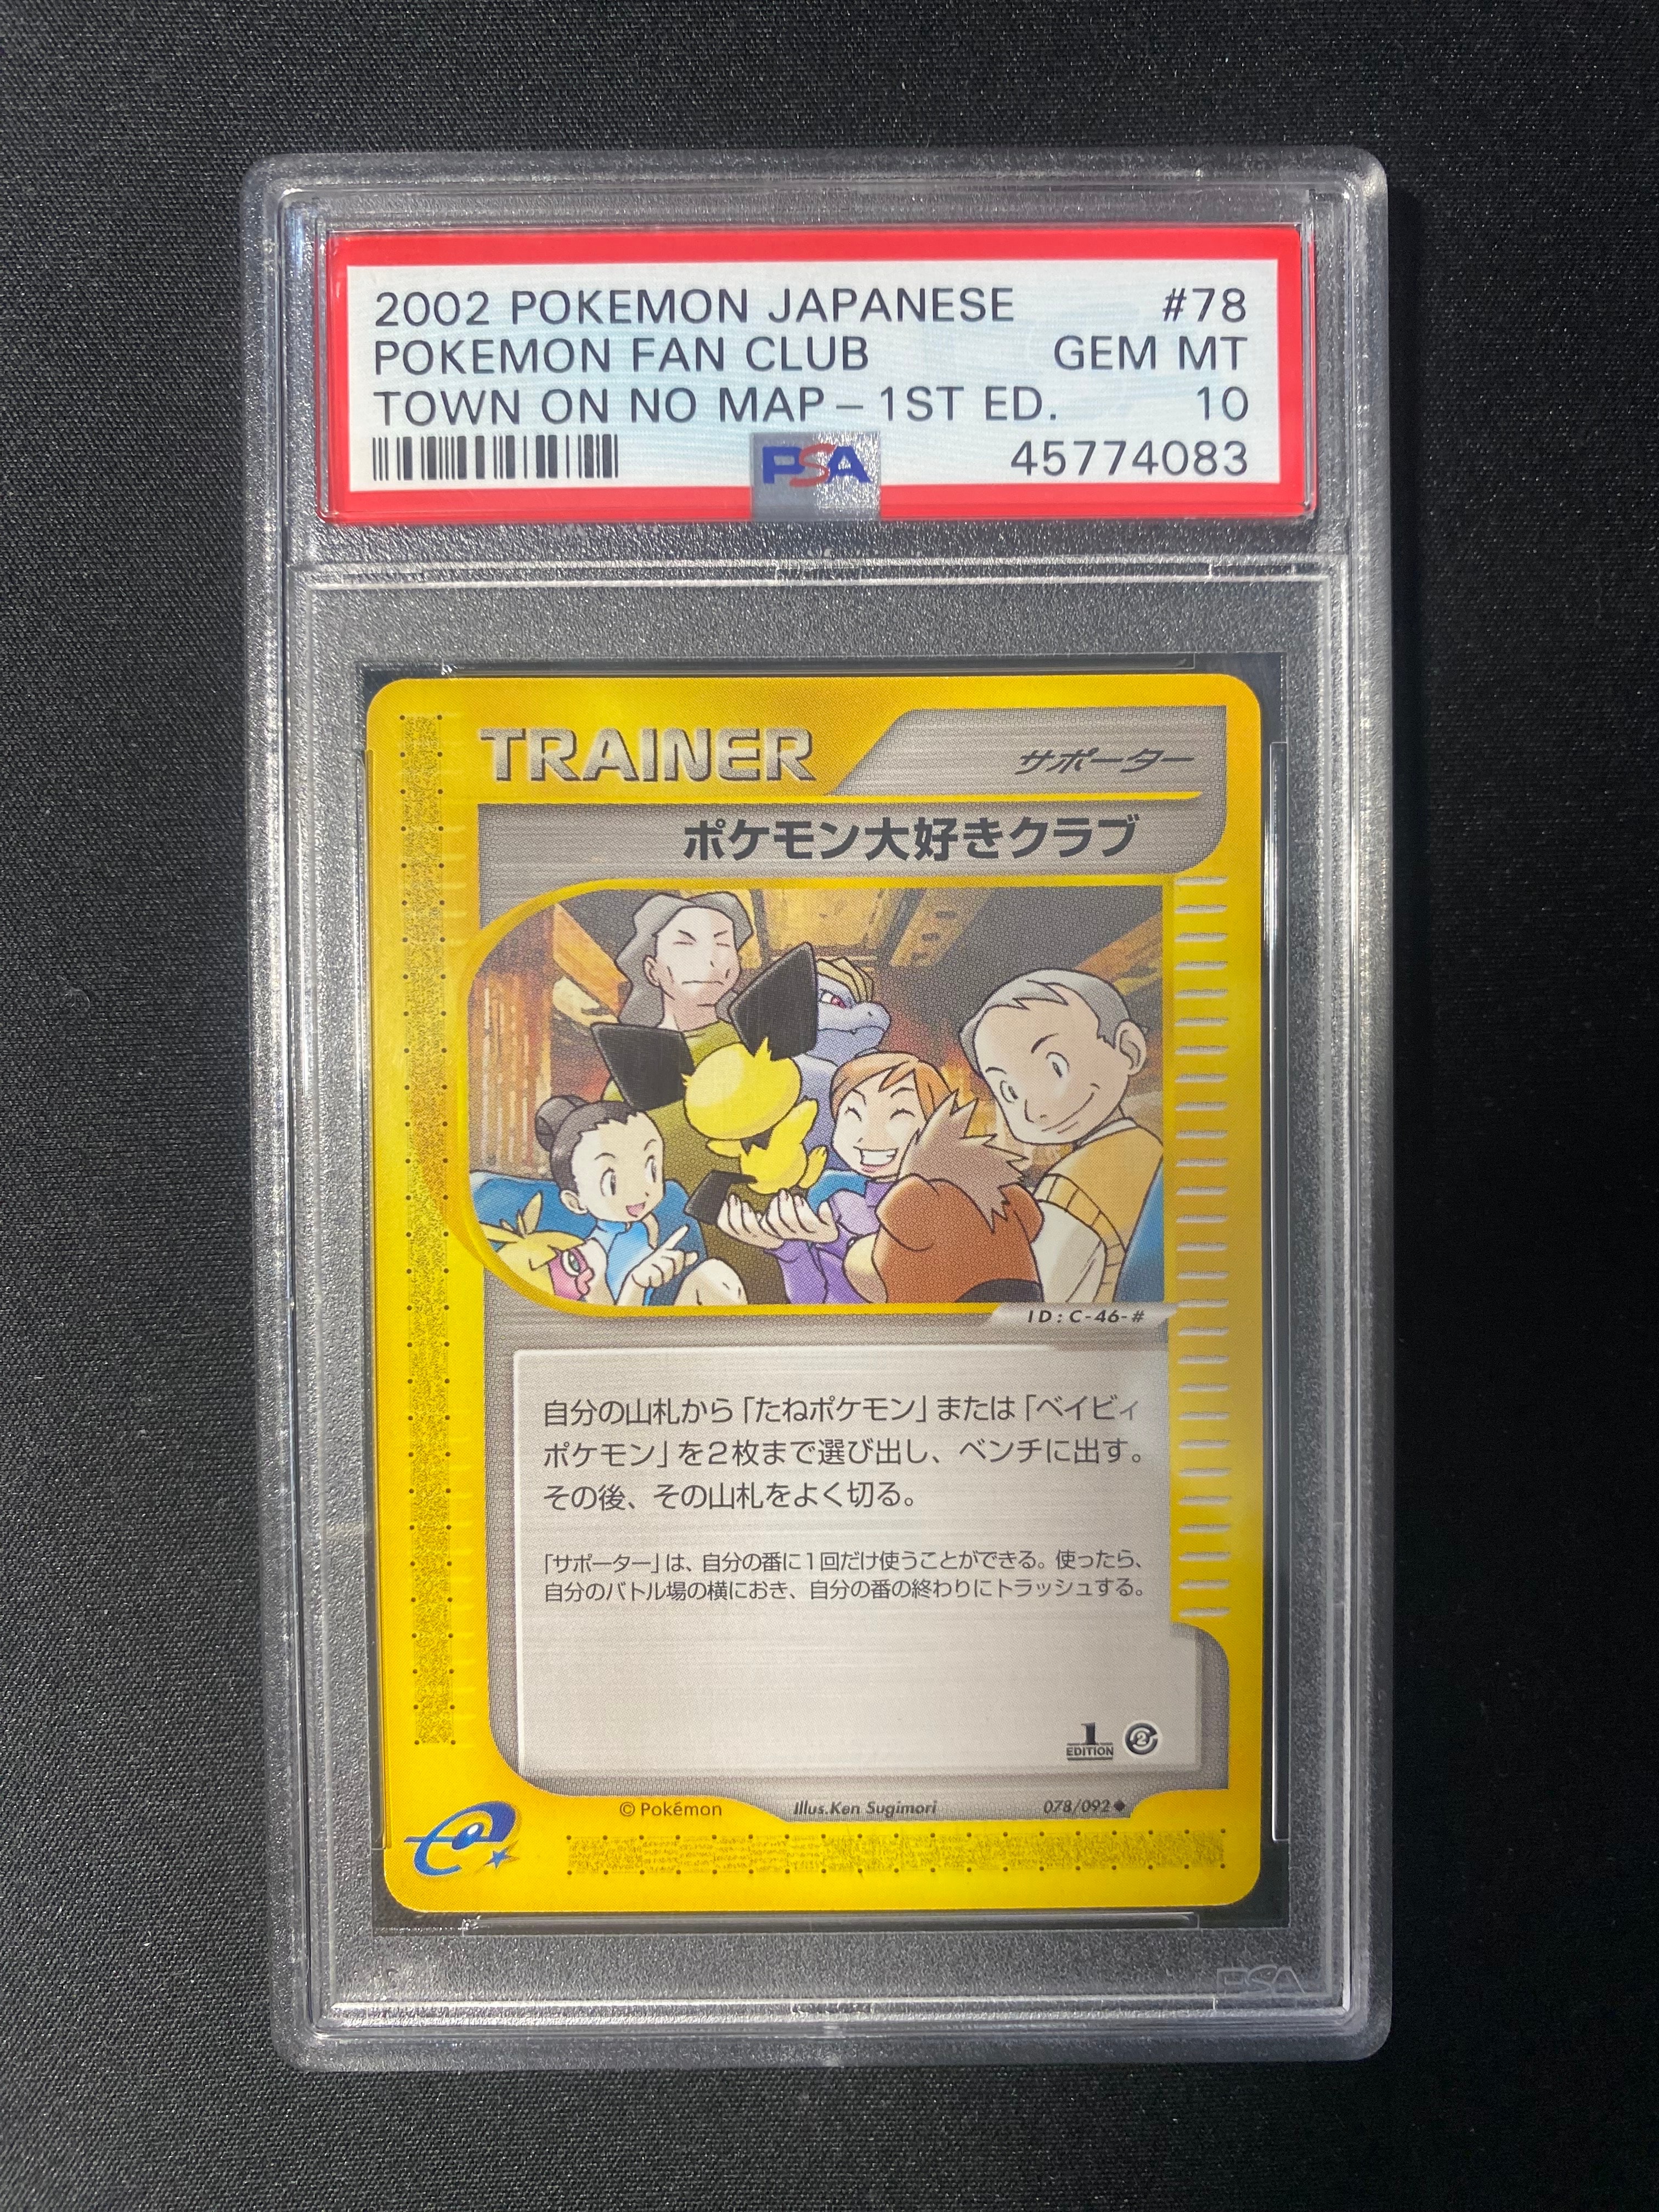 2002 POKEMON JAPANESE #78
POKEMON FAN CLUB GEM MT
TOWN ON NO MAP – 1ST ED. 10
PSA 45774083
TRAINER サポーター
ポケモン大好きクラブ
ID:C-46-#
自分の山札から「たねポケモン」または「ベイビィ
ポケモン」を2枚まで選び出し、ベンチに出す。
その後、その山札をよく切る。
「サポーター」は、自分の番に1回だけ使うことができる。使ったら、
自分のバトル場の横におき、自分の番の終わりにトラッシュする。
1 EDITION 2
© Pokémon Illus.Ken Sugimori 078/092◆
e
PSA